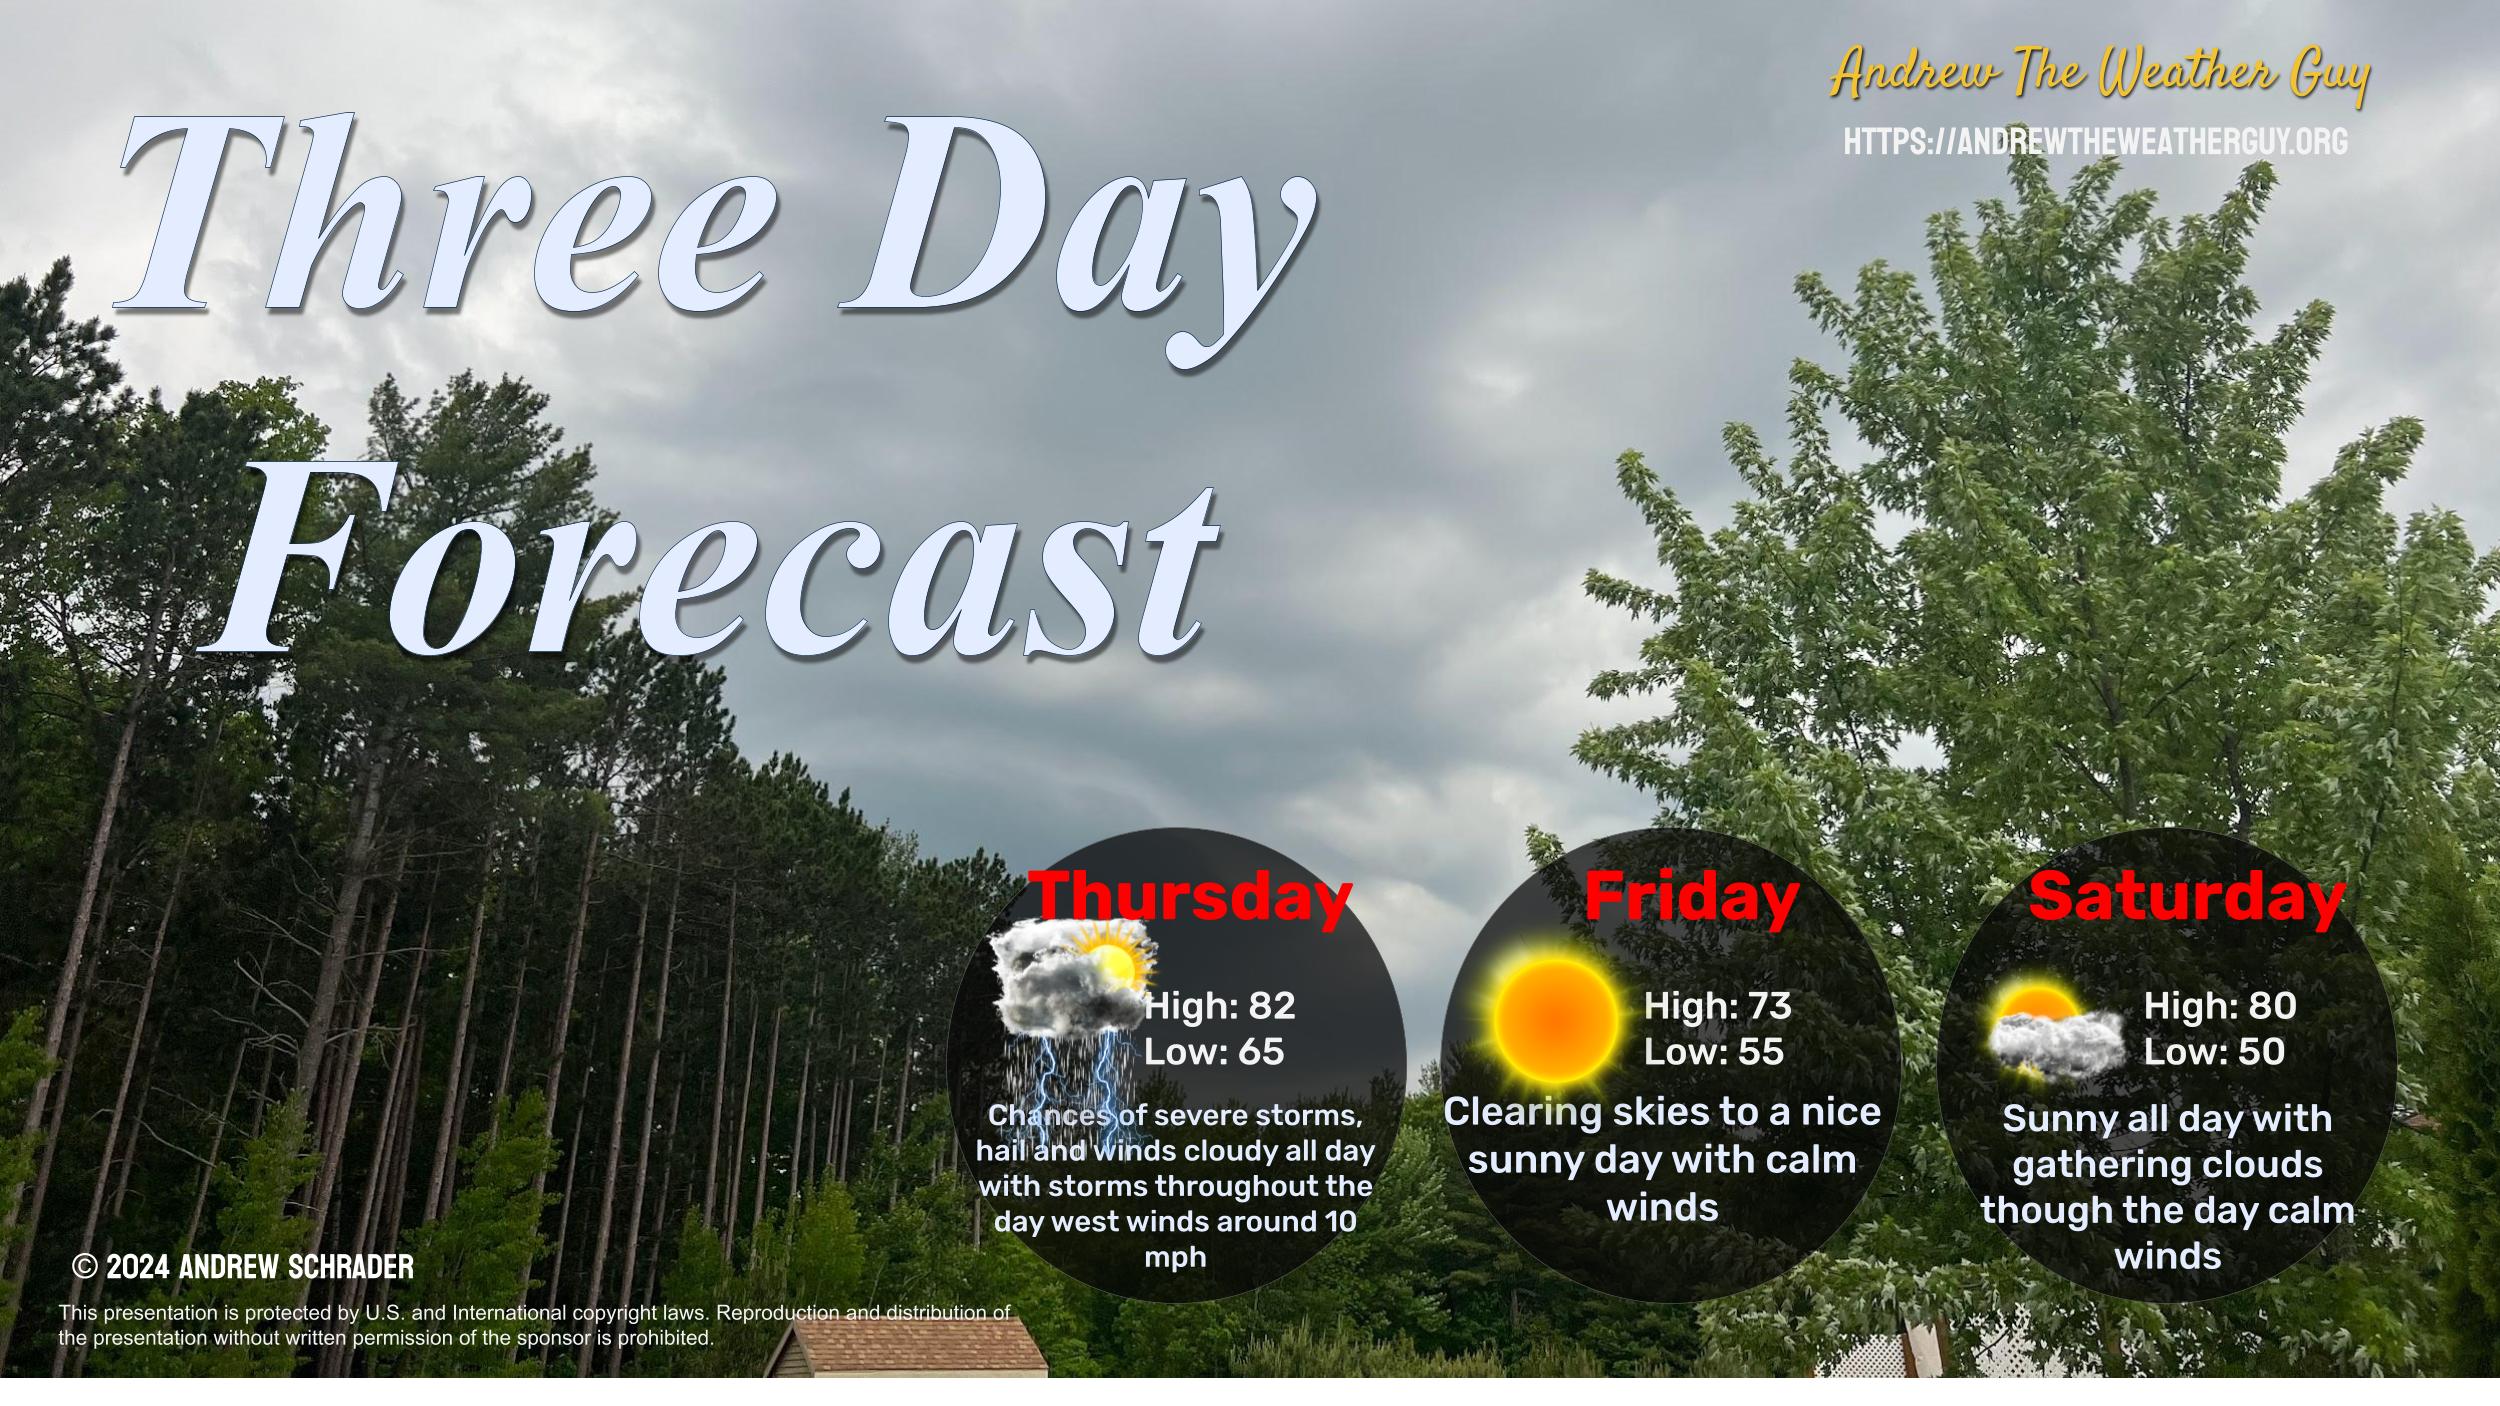 Andrew The Weather Guy
HTTPS://ANDREWTHEWEATHERGUY.ORG
Three Day
Forecast
Thursday
High: 82
Low: 65
Chances of severe storms,
hail and winds cloudy all day
with storms throughout the
day west winds around 10
mph
Friday
High: 73
Low: 55
Clearing skies to a nice
sunny day with calm
winds
Saturday
High: 80
Low: 50
Sunny all day with
gathering clouds
though the day calm
winds
© 2024 ANDREW SCHRADER
This presentation is protected by U.S. and International copyright laws. Reproduction and distribution of
the presentation without written permission of the sponsor is prohibited.